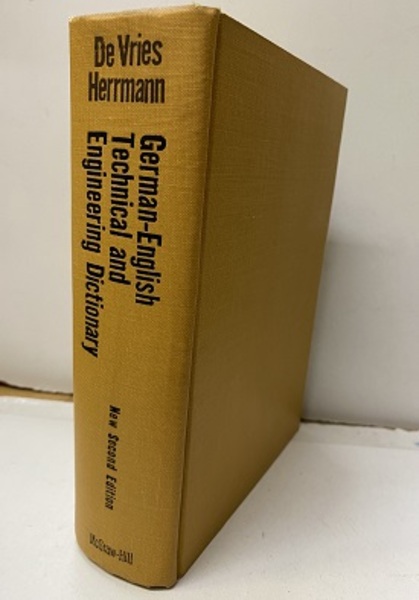 De Vries
Herrmann
German-English
Technical and
Engineering Dictionary
New Second Edition
McGraw-Hill